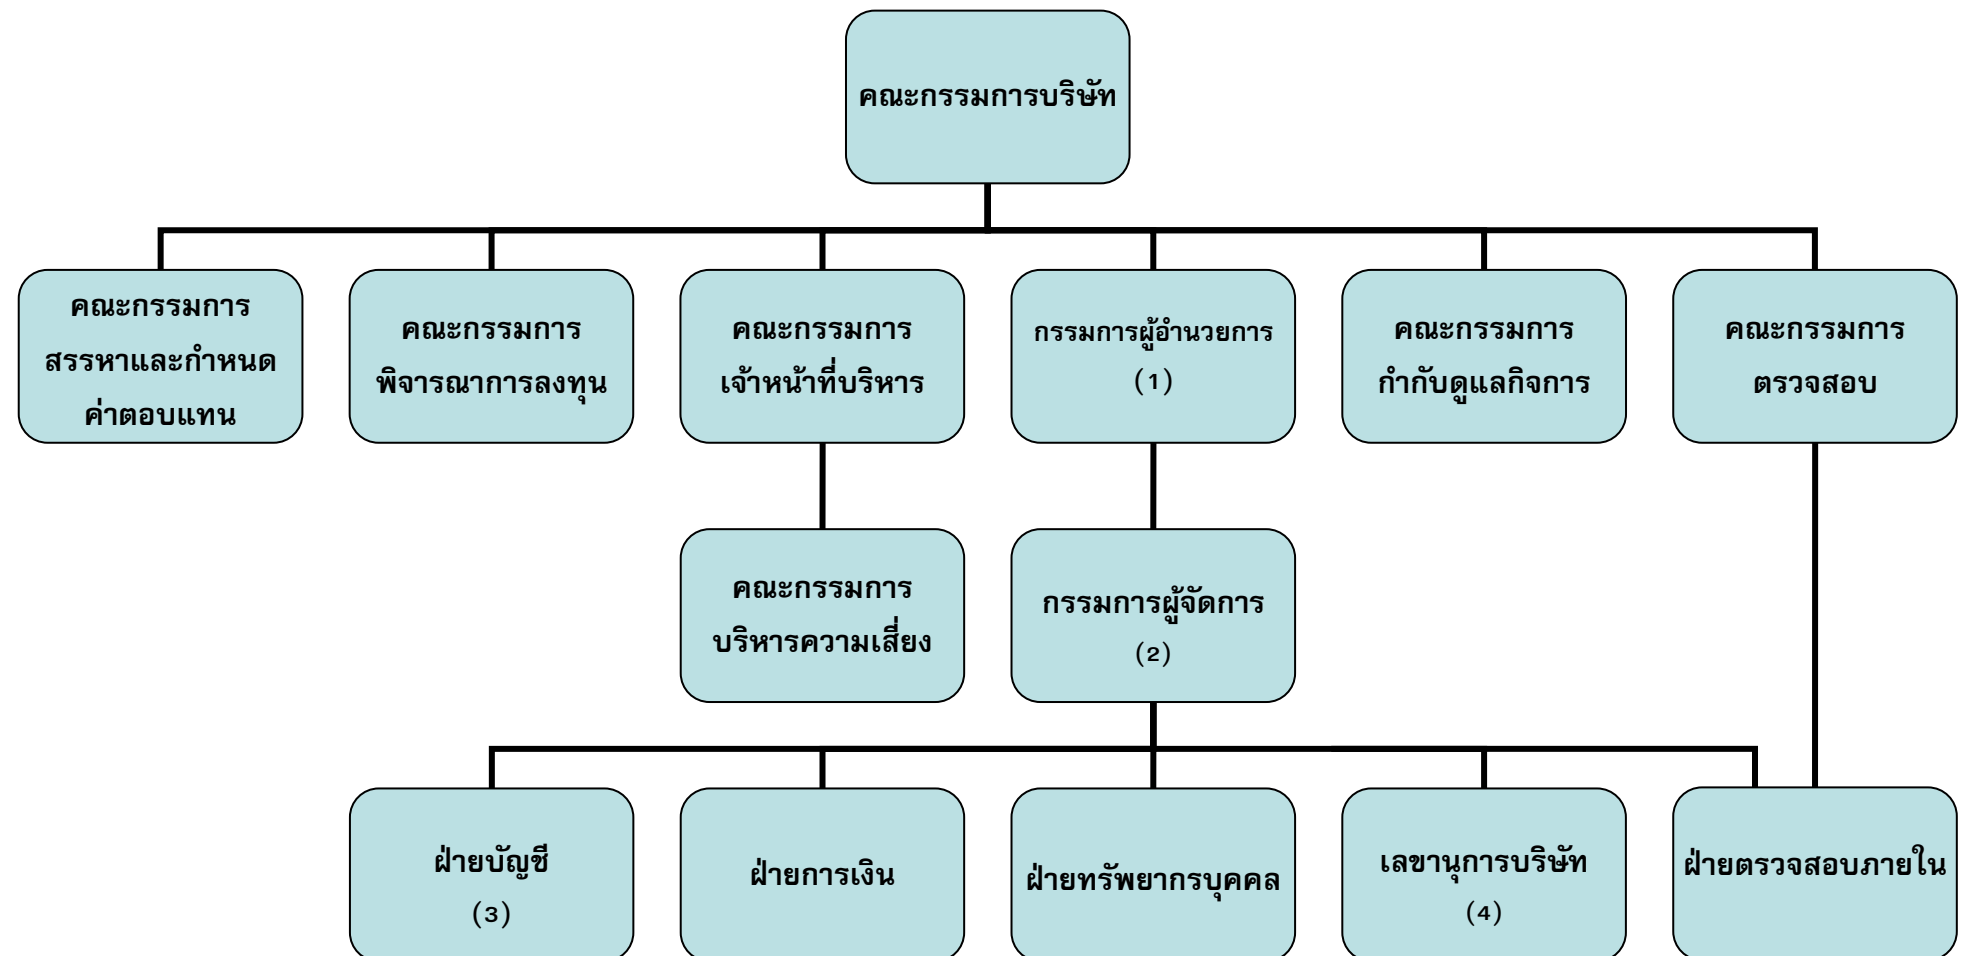 คณะกรรมการบริษัท
คณะกรรมการ
สรรหาและกำหนด
ค่าตอบแทน
คณะกรรมการ
พิจารณาการลงทุน
คณะกรรมการ
เจ้าหน้าที่บริหาร
กรรมการผู้อำนวยการ
(1)
คณะกรรมการ
กำกับดูแลกิจการ
คณะกรรมการ
ตรวจสอบ
คณะกรรมการ
บริหารความเสี่ยง
กรรมการผู้จัดการ
(2)
ฝ่ายบัญชี
(3)
ฝ่ายการเงิน
ฝ่ายทรัพยากรบุคคล
เลขานุการบริษัท
(4)
ฝ่ายตรวจสอบภายใน